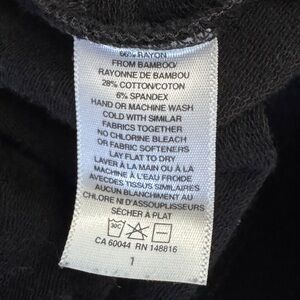 66% RAYON
FROM BAMBOO/
RAYONNE DE BAMBOU
28% COTTON/COTON
6% SPANDEX
HAND OR MACHINE WASH
COLD WITH SIMILAR
FABRICS TOGETHER
NO CHLORINE BLEACH
OR FABRIC SOFTENERS
LAY FLAT TO DRY
LAVER À LA MAIN OU À LA
MACHINE À L'EAU FROIDE
AVECDES TISSUS SIMILAIRES
AUCUN BLANCHIMENT AU
CHLORE NI D'ASSOUPLISSEURS
SÉCHER À PLAT
30C
CA 60044 RN 148816
1